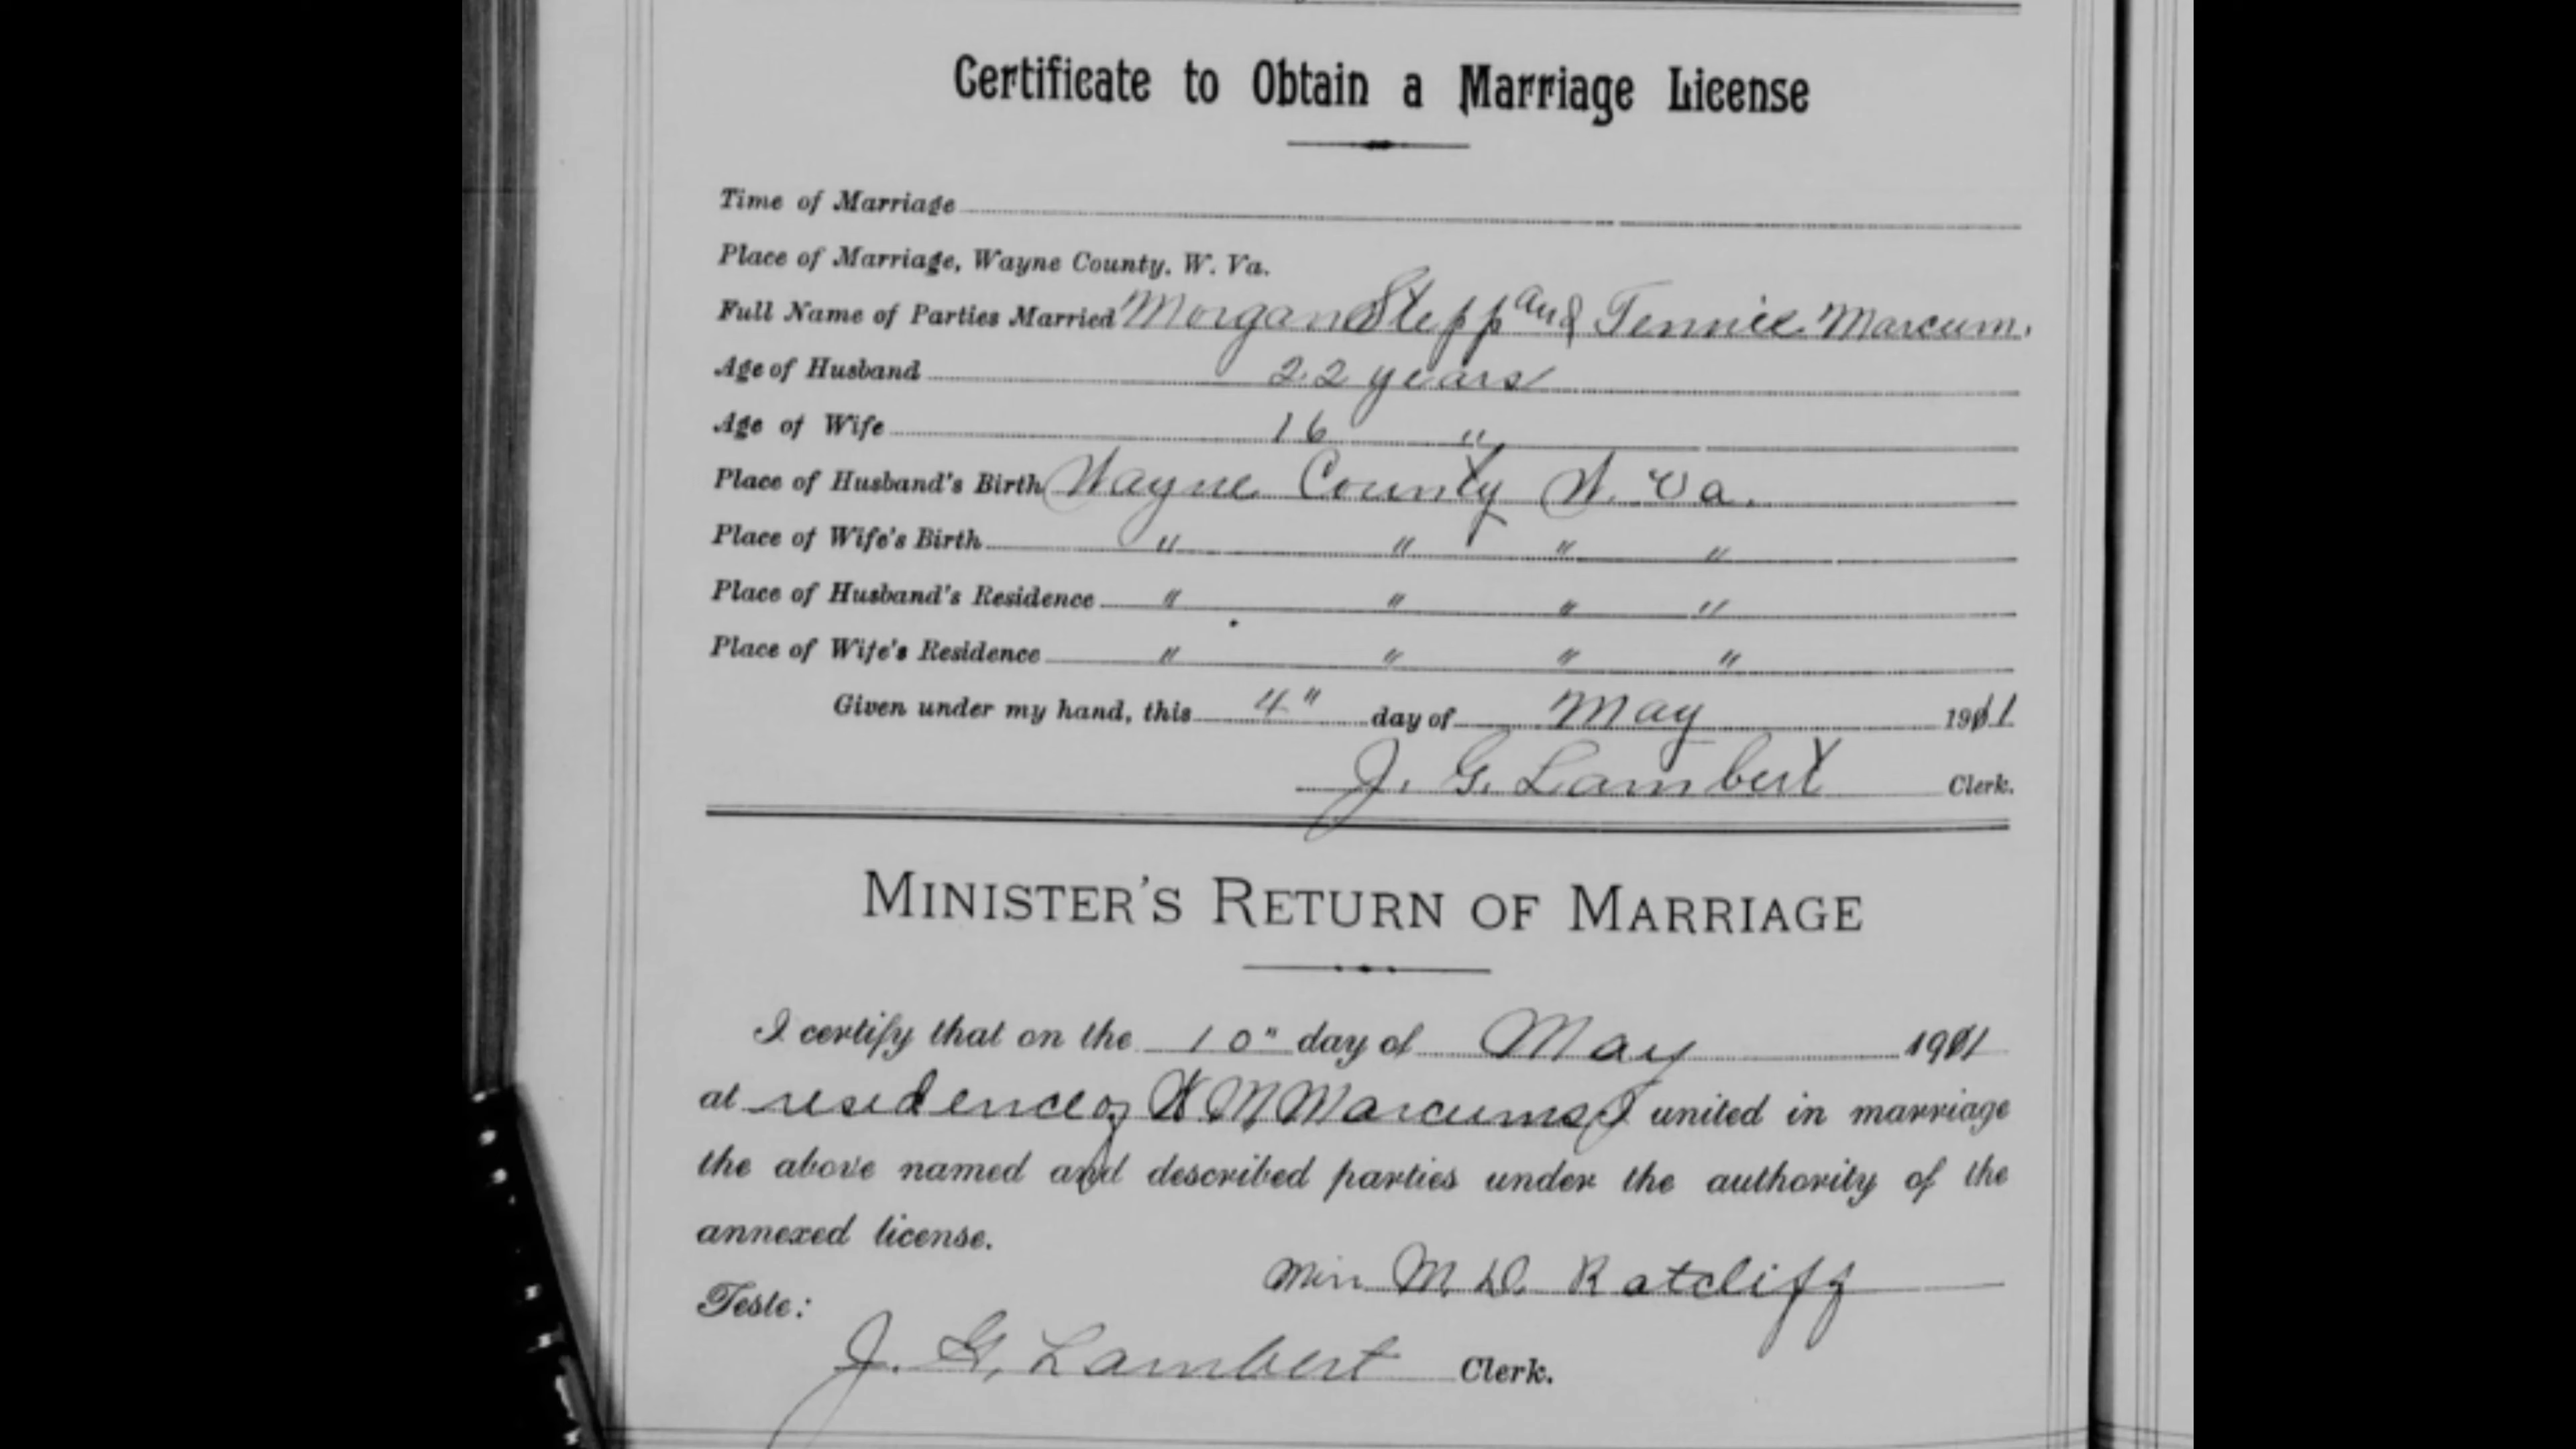 Certificate to Obtain a Marriage License
Time of Marriage
Place of Marriage, Wayne County, W. Va.
Full Name of Parties Married Morgan Stepp and Tennie Marcum.
Age of Husband 22 years
Age of Wife 16 "
Place of Husband's Birth Wayne County W. Va.
Place of Wife's Birth " " " "
Place of Husband's Residence " " " "
Place of Wife's Residence " " " "
Given under my hand, this 4" day of May 1911
J. G. Lambert Clerk.
MINISTER'S RETURN OF MARRIAGE
I certify that on the 10" day of May 1911
at residence of W M Marcums I united in marriage
the above named and described parties under the authority of the
annexed license.
Min M D. Ratcliff
Teste:
J. G. Lambert Clerk.